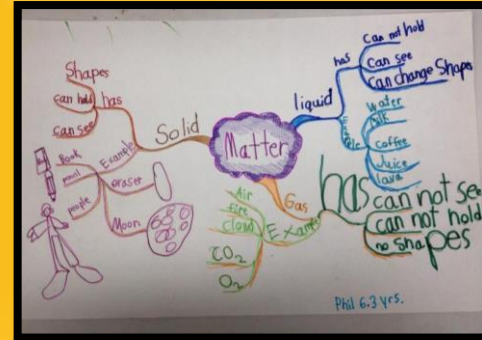 Matter
Solid
has
Shapes
can hold
can see
Example
Book
pencil
people
eraser
Moon
liquid
has
can not hold
can see
can change shapes
Example
water
milk
coffee
Juice
lava
Gas
has
can not see
can not hold
no shapes
Example
Air
fire
cloud
CO₂
O₂
Phil 6.3 yrs.